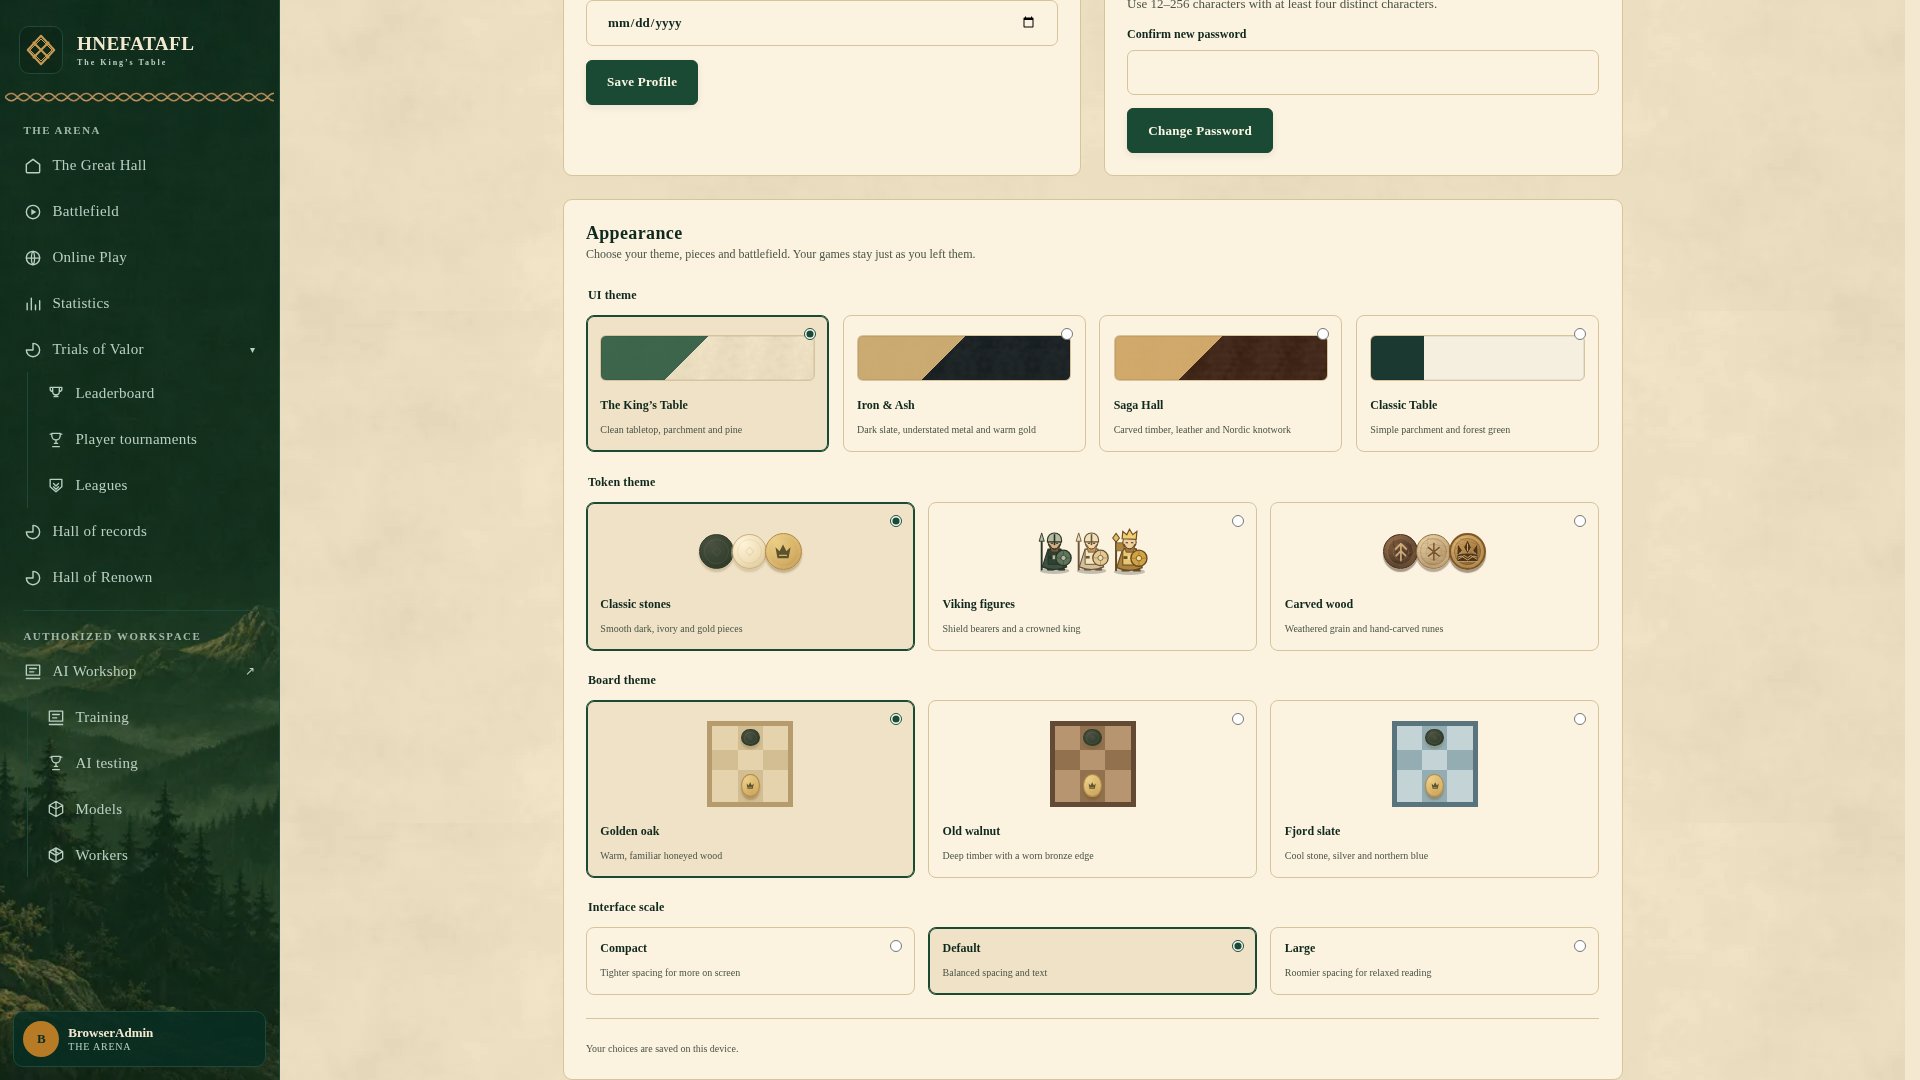 HNEFATAFL
The King's Table
THE ARENA
The Great Hall
Battlefield
Online Play
Statistics
Trials of Valor
Leaderboard
Player tournaments
Leagues
Hall of records
Hall of Renown
AUTHORIZED WORKSPACE
AI Workshop
Training
AI testing
Models
Workers
B
BrowserAdmin
THE ARENA
mm/dd/yyyy
Save Profile
Use 12–256 characters with at least four distinct characters.
Confirm new password
Change Password
Appearance
Choose your theme, pieces and battlefield. Your games stay just as you left them.
UI theme
The King’s Table
Clean tabletop, parchment and pine
Iron & Ash
Dark slate, understated metal and warm gold
Saga Hall
Carved timber, leather and Nordic knotwork
Classic Table
Simple parchment and forest green
Token theme
Classic stones
Smooth dark, ivory and gold pieces
Viking figures
Shield bearers and a crowned king
Carved wood
Weathered grain and hand-carved runes
Board theme
Golden oak
Warm, familiar honeyed wood
Old walnut
Deep timber with a worn bronze edge
Fjord slate
Cool stone, silver and northern blue
Interface scale
Compact
Tighter spacing for more on screen
Default
Balanced spacing and text
Large
Roomier spacing for relaxed reading
Your choices are saved on this device.